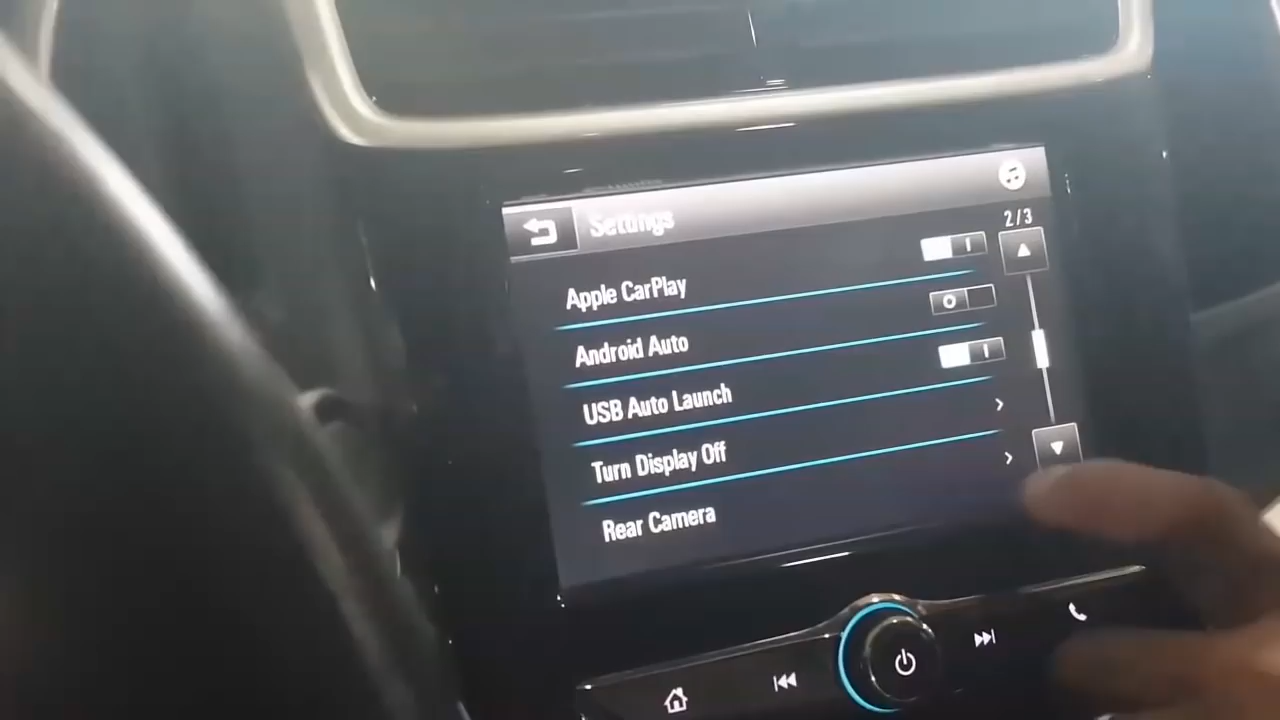 Settings
2/3
Apple CarPlay
I
Android Auto
O
USB Auto Launch
I
Turn Display Off
Rear Camera